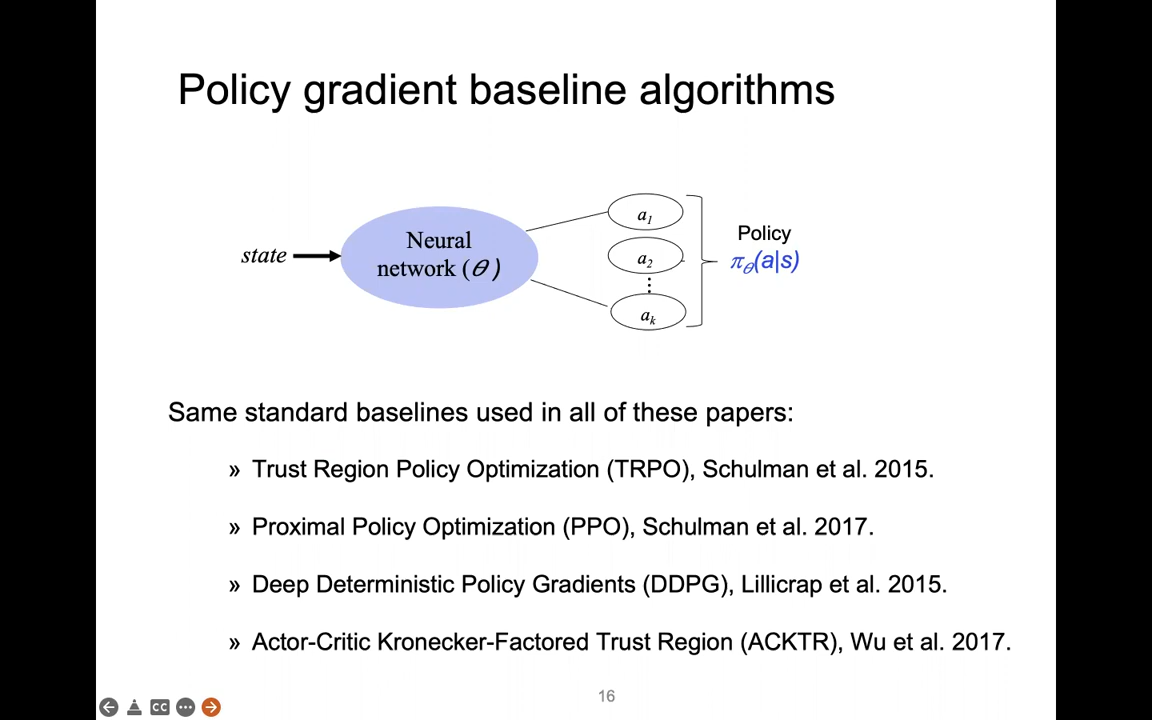 Policy gradient baseline algorithms
state
Neural
network (θ)
a1
a2
ak
Policy
πθ(a|s)
Same standard baselines used in all of these papers:
» Trust Region Policy Optimization (TRPO), Schulman et al. 2015.
» Proximal Policy Optimization (PPO), Schulman et al. 2017.
» Deep Deterministic Policy Gradients (DDPG), Lillicrap et al. 2015.
» Actor-Critic Kronecker-Factored Trust Region (ACKTR), Wu et al. 2017.
CC
16